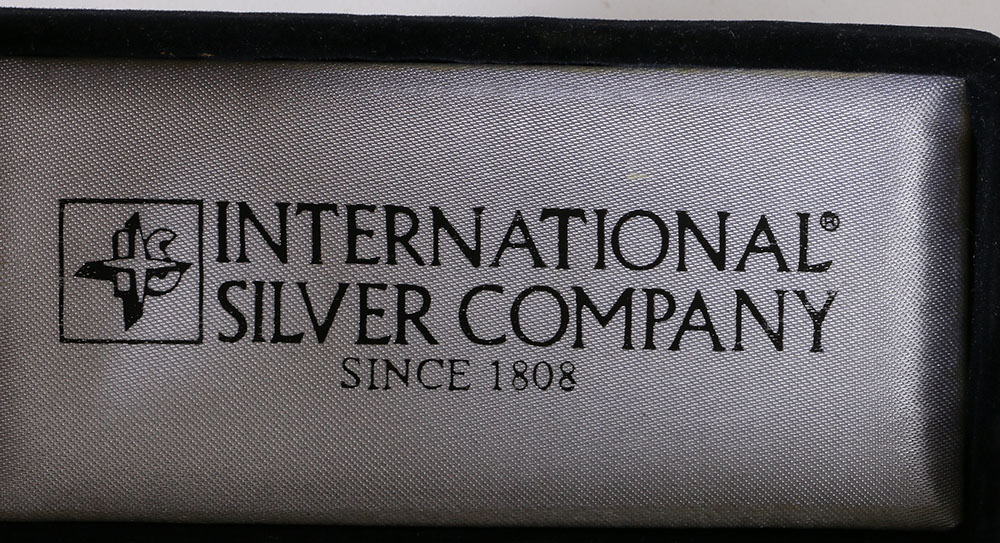 INTERNATIONAL®
SILVER COMPANY
SINCE 1808